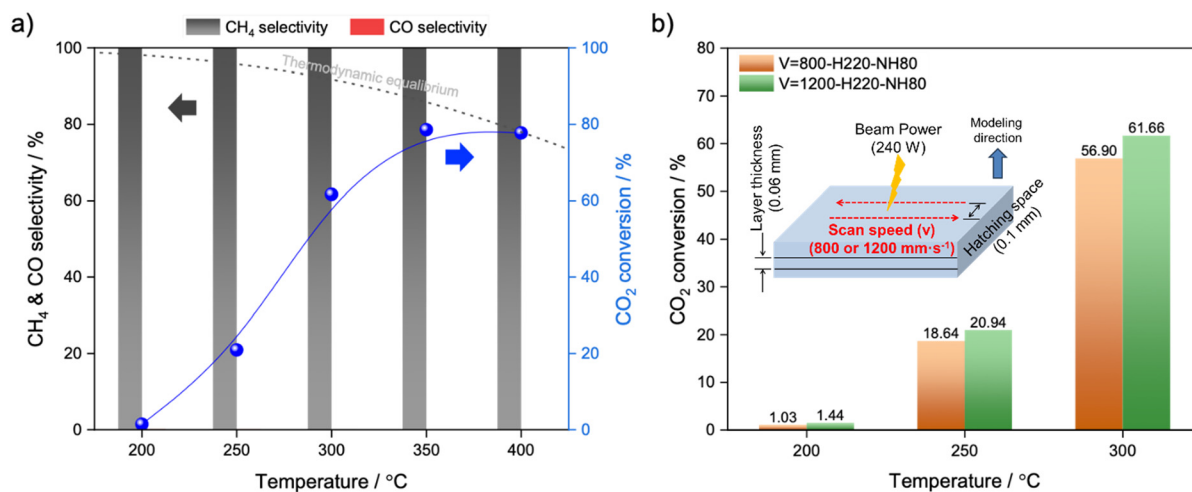 a)
CH₄ selectivity
CO selectivity
CH₄ & CO selectivity / %
100
80
60
40
20
0
Thermodynamic equalibrium
100
80
60
40
20
0
CO₂ conversion / %
200
250
300
350
400
Temperature / °C
b)
V=800-H220-NH80
V=1200-H220-NH80
CO₂ conversion / %
80
70
60
50
40
30
20
10
0
Beam Power
(240 W)
Modeling
direction
Layer thickness
(0.06 mm)
Scan speed (v)
(800 or 1200 mm·s⁻¹)
Hatching space
(0.1 mm)
1.03
1.44
18.64
20.94
56.90
61.66
200
250
300
Temperature / °C